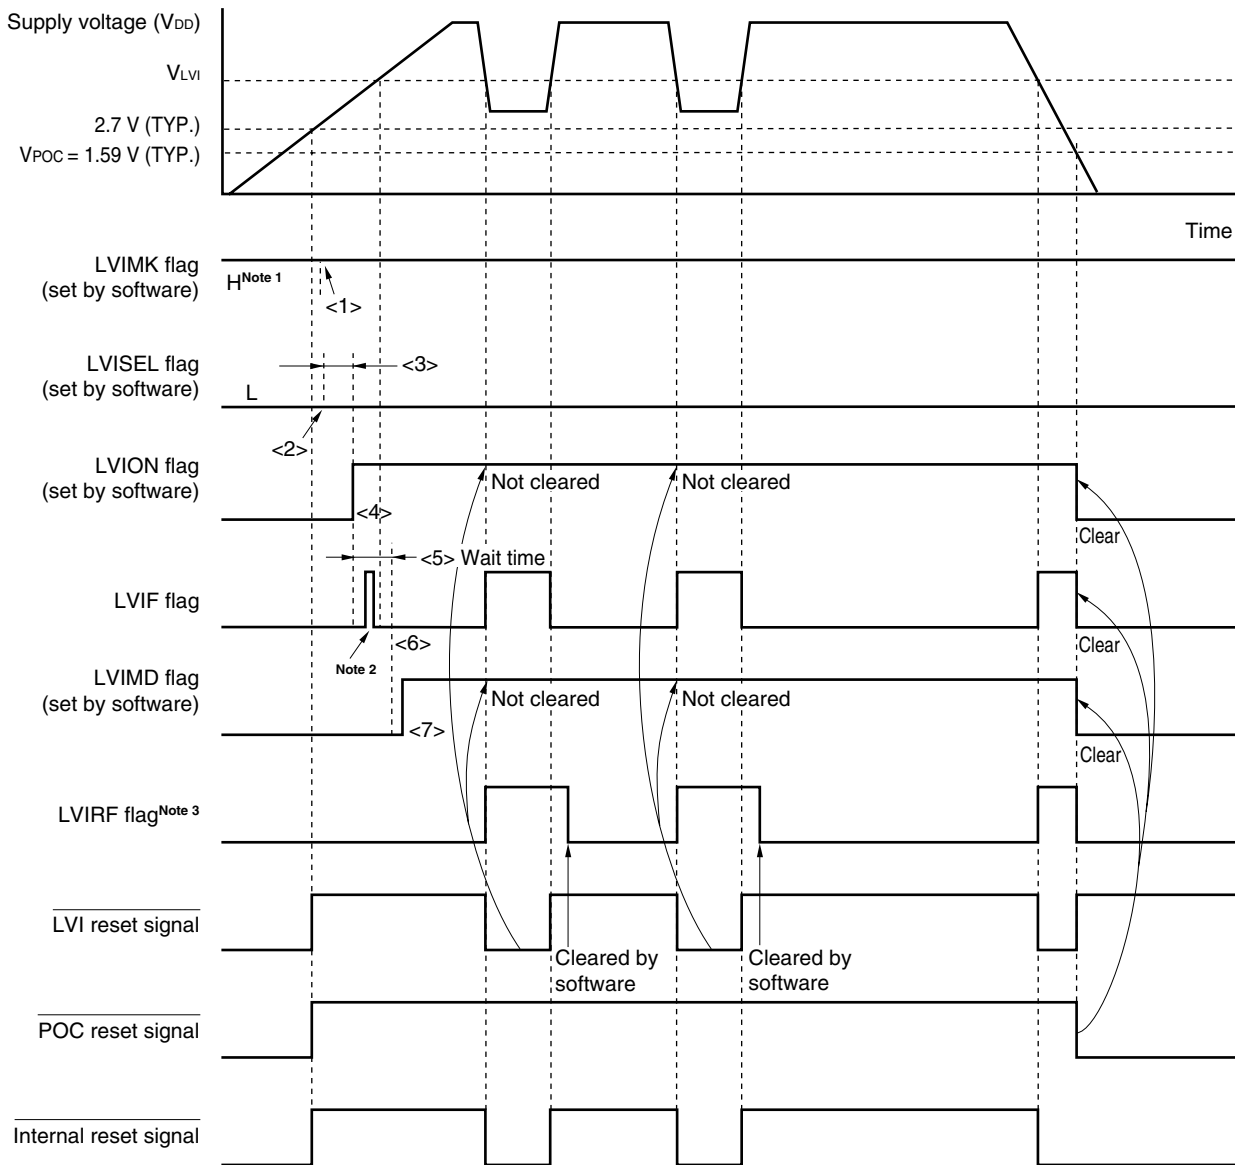 Supply voltage (VDD)
VLVI
2.7 V (TYP.)
VPOC = 1.59 V (TYP.)
Time
LVIMK flag
(set by software)
HNote 1
<1>
LVISEL flag
(set by software)
L
<3>
<2>
LVION flag
(set by software)
Not cleared
Not cleared
<4>
Clear
<5> Wait time
LVIF flag
<6>
Note 2
Clear
LVIMD flag
(set by software)
Not cleared
Not cleared
<7>
Clear
LVIRF flagNote 3
LVI reset signal
Cleared by
software
Cleared by
software
POC reset signal
Internal reset signal